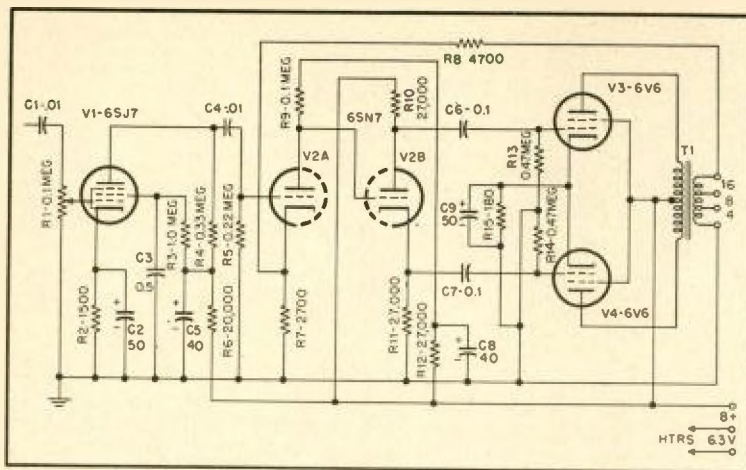 R8 4700
C1-.01
V1-6SJ7
C4-.01
R9-0.1 MEG
6SN7
R10
27,000
C6-0.1
V3-6V6
V2A
V2B
R13
0.47MEG
T1
16
8
4
R1-0.1MEG
C3
0.5
R3-1.0 MEG
R4-0.33MEG
R5-0.22 MEG
C9
50
+
R15-180
R14-0.47MEG
C7-0.1
V4-6V6
R2-1500
+
-
C2
50
+
-
C5
40
R6-20,000
R7-2700
R11-27,000
R12-27,000
+
-
C8
40
8+
HTRS 6.3V